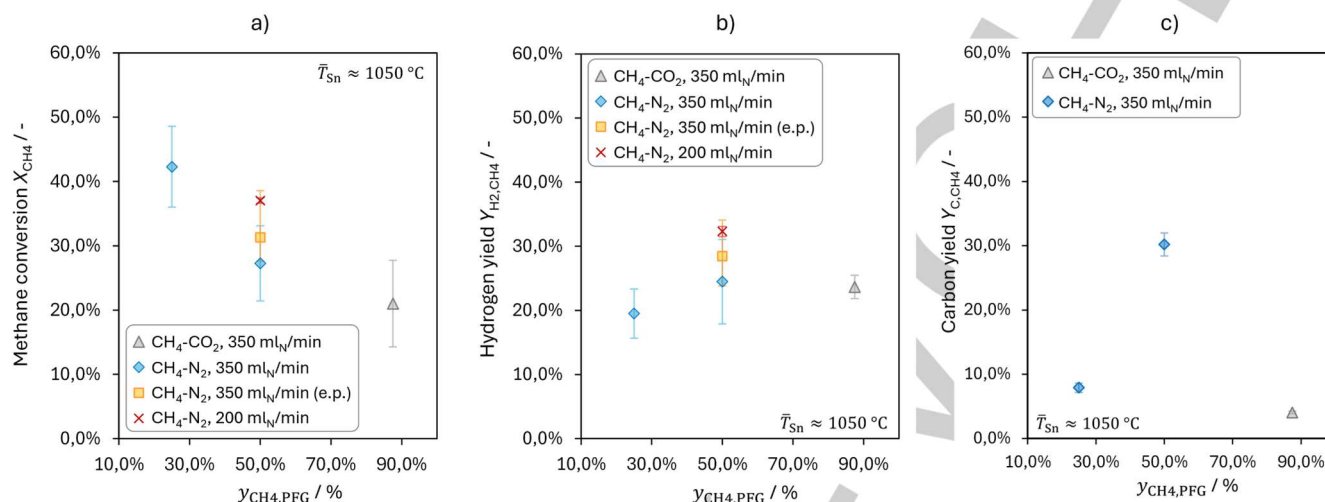 a)
60,0%
50,0%
40,0%
30,0%
20,0%
10,0%
0,0%
10,0% 30,0% 50,0% 70,0% 90,0%
Methane conversion X_CH4 / -
y_CH4,PFG / %
T̄_Sn ≈ 1050 °C
CH₄-CO₂, 350 ml_N/min
CH₄-N₂, 350 ml_N/min
CH₄-N₂, 350 ml_N/min (e.p.)
CH₄-N₂, 200 ml_N/min
b)
60,0%
50,0%
40,0%
30,0%
20,0%
10,0%
0,0%
10,0% 30,0% 50,0% 70,0% 90,0%
Hydrogen yield Y_H2,CH4 / -
y_CH4,PFG / %
CH₄-CO₂, 350 ml_N/min
CH₄-N₂, 350 ml_N/min
CH₄-N₂, 350 ml_N/min (e.p.)
CH₄-N₂, 200 ml_N/min
T̄_Sn ≈ 1050 °C
c)
60,0%
50,0%
40,0%
30,0%
20,0%
10,0%
0,0%
10,0% 30,0% 50,0% 70,0% 90,0%
Carbon yield Y_C,CH4 / -
y_CH4,PFG / %
CH₄-CO₂, 350 ml_N/min
CH₄-N₂, 350 ml_N/min
T̄_Sn ≈ 1050 °C